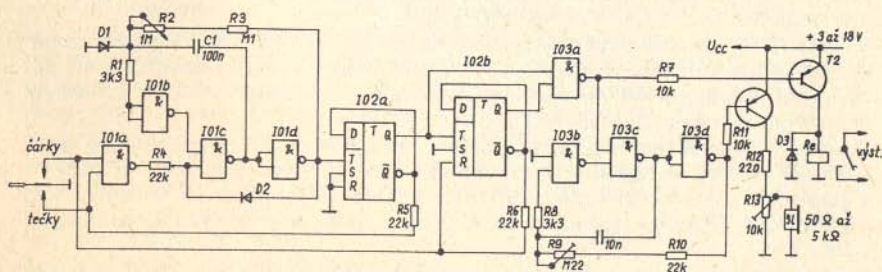 D1
R2
1M
R3
M1
C1
100n
R1
3k3
IO1b
&
IO1a
&
čárky
tečky
R4
22k
IO1c
&
IO1d
&
D2
IO2a
D T Q
T
S
R Q
R5
22k
IO2b
D T Q
T
S
R Q
R6
22k
IO3a
&
IO3b
&
R8
3k3
IO3c
&
IO3d
&
10n
R9
M22
R10
22k
R7
10k
UCC
+ 3 až 18V
T2
R11
10k
R12
220
D3
Re
výst.
R13
10k
SL
50 Ω až
5 kΩ